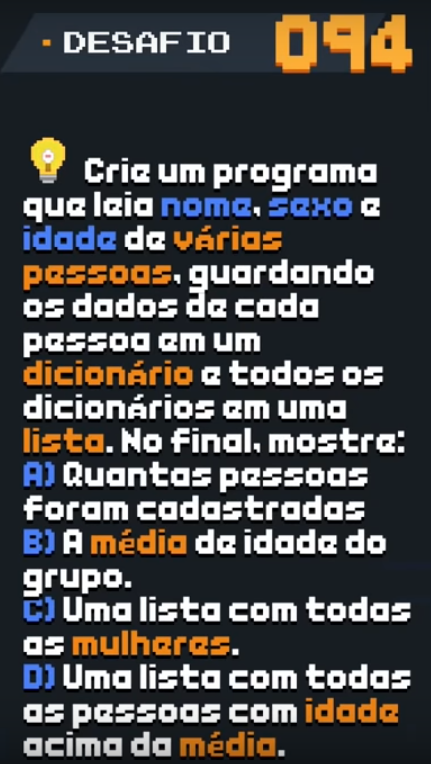 DESAFIO 094
Crie um programa
que leia nome, sexo e
idade de várias
pessoas, guardando
os dados de cada
pessoa em um
dicionário e todos os
dicionários em uma
lista. No final, mostre:
A) Quantas pessoas
foram cadastradas
B) A média de idade do
grupo.
C) Uma lista com todas
as mulheres.
D) Uma lista com todas
as pessoas com idade
acima da média.